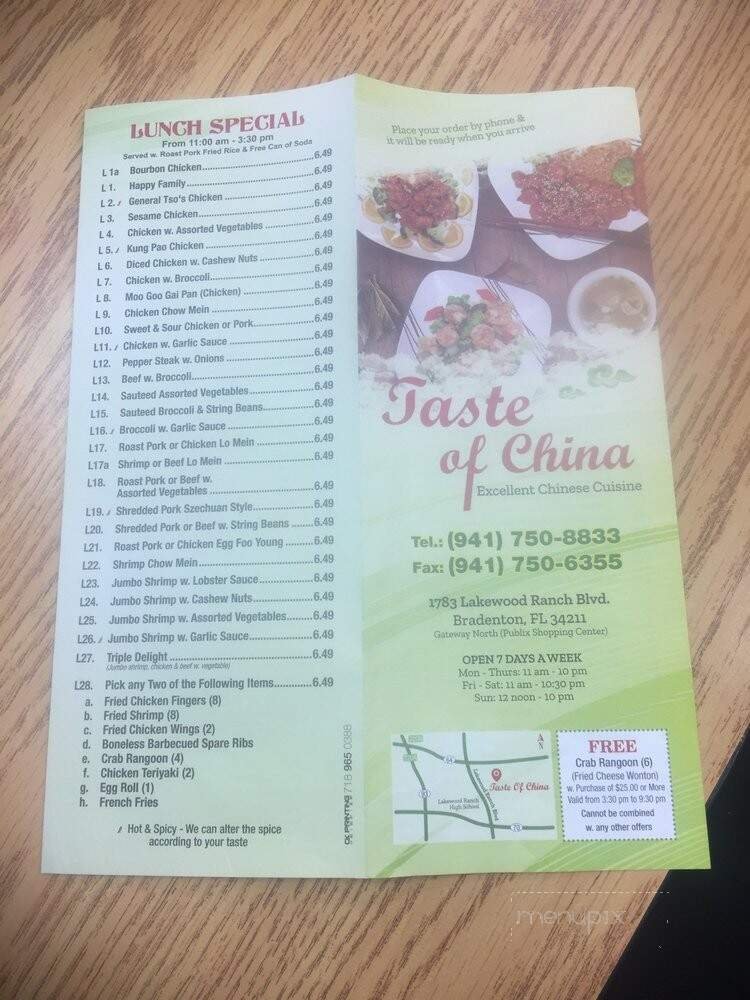 LUNCH SPECIAL
From 11:00 am - 3:30 pm
Served w. Roast Pork Fried Rice & Free Can of Soda
L 1a Bourbon Chicken 6.49
L 1. Happy Family 6.49
L 2. General Tso's Chicken 6.49
L 3. Sesame Chicken 6.49
L 4. Chicken w. Assorted Vegetables 6.49
L 5. Kung Pao Chicken 6.49
L 6. Diced Chicken w. Cashew Nuts 6.49
L 7. Chicken w. Broccoli 6.49
L 8. Moo Goo Gai Pan (Chicken) 6.49
L 9. Chicken Chow Mein 6.49
L10. Sweet & Sour Chicken or Pork 6.49
L11. Chicken w. Garlic Sauce 6.49
L12. Pepper Steak w. Onions 6.49
L13. Beef w. Broccoli 6.49
L14. Sauteed Assorted Vegetables 6.49
L15. Sauteed Broccoli & String Beans 6.49
L16. Broccoli w. Garlic Sauce 6.49
L17. Roast Pork or Chicken Lo Mein 6.49
L17a Shrimp or Beef Lo Mein 6.49
L18. Roast Pork or Beef w.
Assorted Vegetables 6.49
L19. Shredded Pork Szechuan Style 6.49
L20. Shredded Pork or Beef w. String Beans 6.49
L21. Roast Pork or Chicken Egg Foo Young 6.49
L22. Shrimp Chow Mein 6.49
L23. Jumbo Shrimp w. Lobster Sauce 6.49
L24. Jumbo Shrimp w. Cashew Nuts 6.49
L25. Jumbo Shrimp w. Assorted Vegetables 6.49
L26. Jumbo Shrimp w. Garlic Sauce 6.49
L27. Triple Delight 6.49
(Jumbo shrimp, chicken & beef w. vegetable)
L28. Pick any Two of the Following Items 6.49
a. Fried Chicken Fingers (8)
b. Fried Shrimp (8)
c. Fried Chicken Wings (2)
d. Boneless Barbecued Spare Ribs
e. Crab Rangoon (4)
f. Chicken Teriyaki (2)
g. Egg Roll (1)
h. French Fries
Hot & Spicy - We can alter the spice
according to your taste
CK PRINTING 718 965 0388
Place your order by phone &
it will be ready when you arrive
Taste
of China
Excellent Chinese Cuisine
Tel.: (941) 750-8833
Fax: (941) 750-6355
1783 Lakewood Ranch Blvd.
Bradenton, FL 34211
Gateway North (Publix Shopping Center)
OPEN 7 DAYS A WEEK
Mon - Thurs: 11 am - 10 pm
Fri - Sat: 11 am - 10:30 pm
Sun: 12 noon - 10 pm
64
N
Taste Of China
Lakewood Ranch Blvd
Lakewood Ranch
High School
70
FREE
Crab Rangoon (6)
(Fried Cheese Wonton)
w. Purchase of $25.00 or More
Valid from 3:30 pm to 9:30 pm
Cannot be combined
w. any other offers
menupix